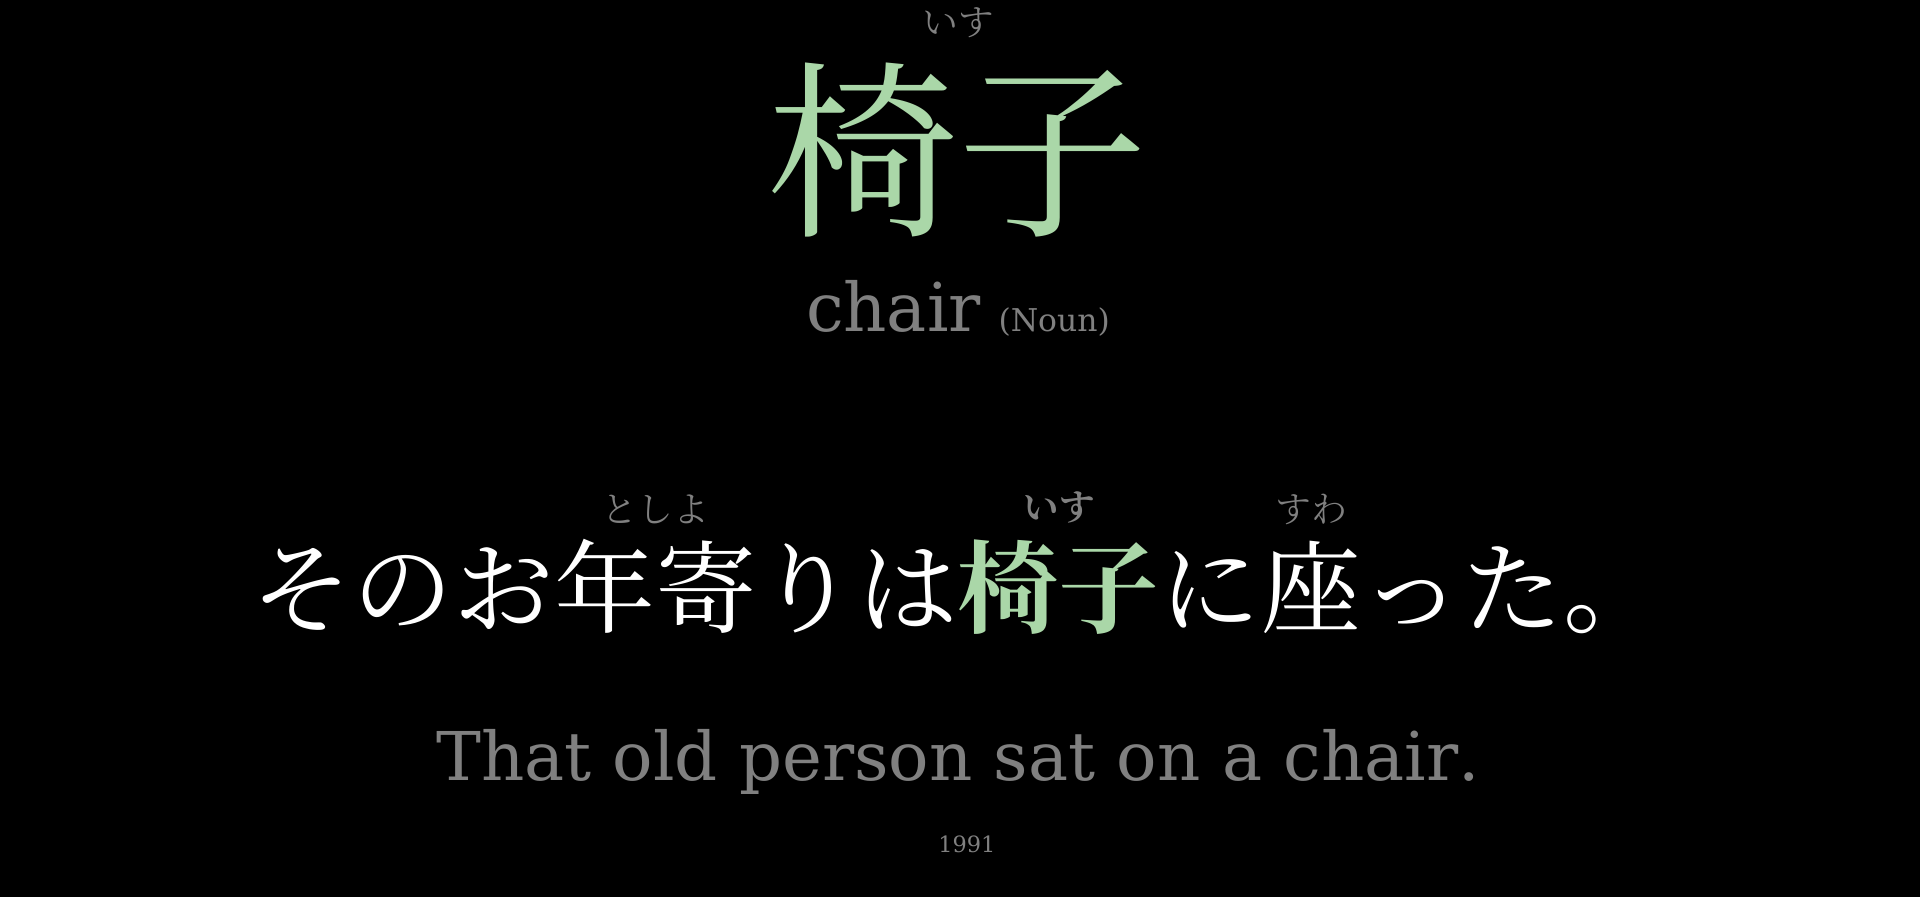 いす
椅子
chair (Noun)
としよ いす すわ
そのお年寄りは椅子に座った。
That old person sat on a chair.
1991